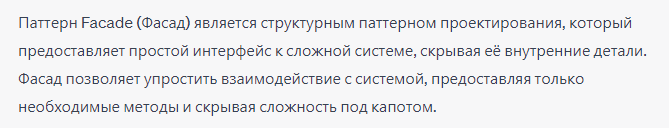 Паттерн Facade (Фасад) является структурным паттерном проектирования, который
предоставляет простой интерфейс к сложной системе, скрывая её внутренние детали.
Фасад позволяет упростить взаимодействие с системой, предоставляя только
необходимые методы и скрывая сложность под капотом.